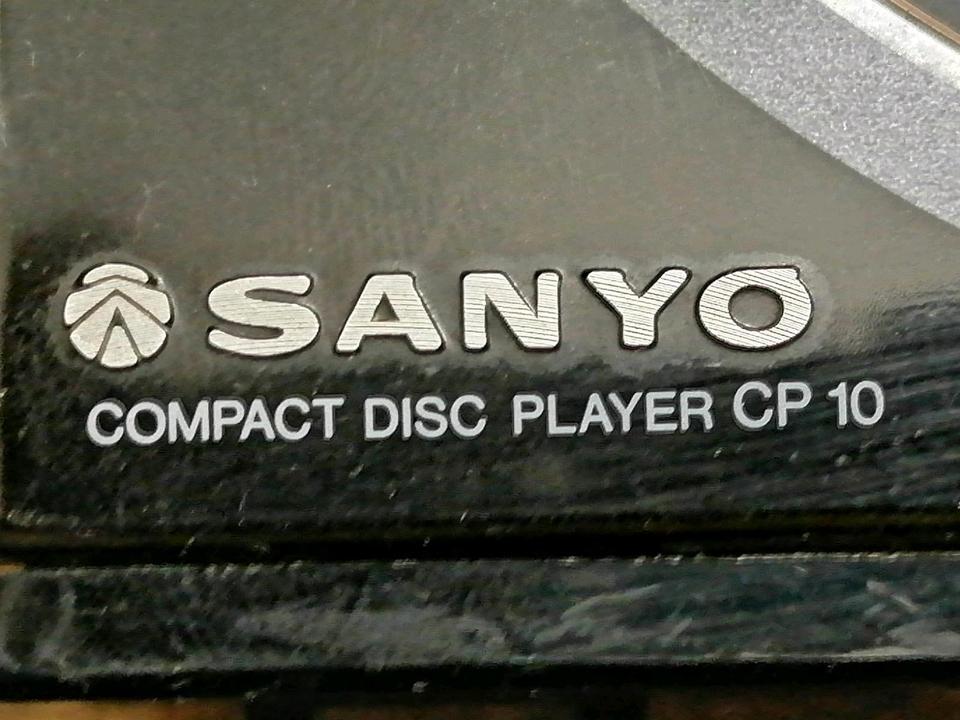 SANYO
COMPACT DISC PLAYER CP 10